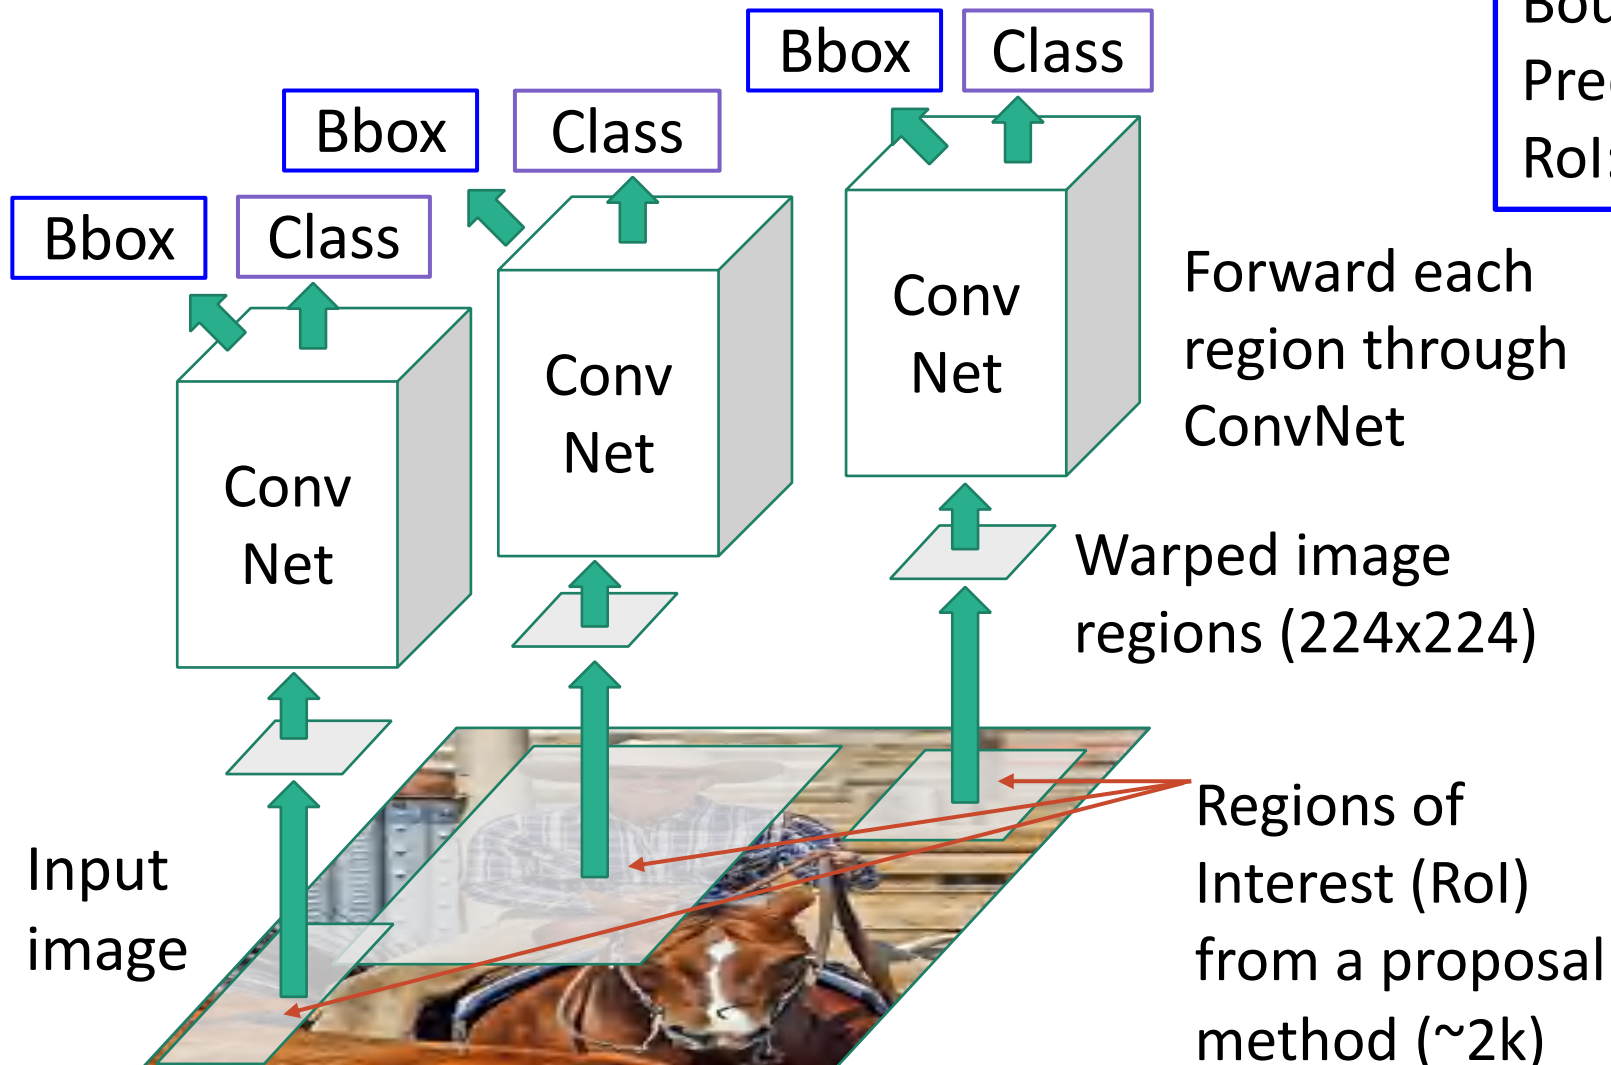 Bbox
Class
Bbox
Class
Bbox
Class
Conv
Net
Conv
Net
Conv
Net
Forward each
region through
ConvNet
Warped image
regions (224x224)
Input
image
Regions of
Interest (RoI)
from a proposal
method (~2k)
RoI: